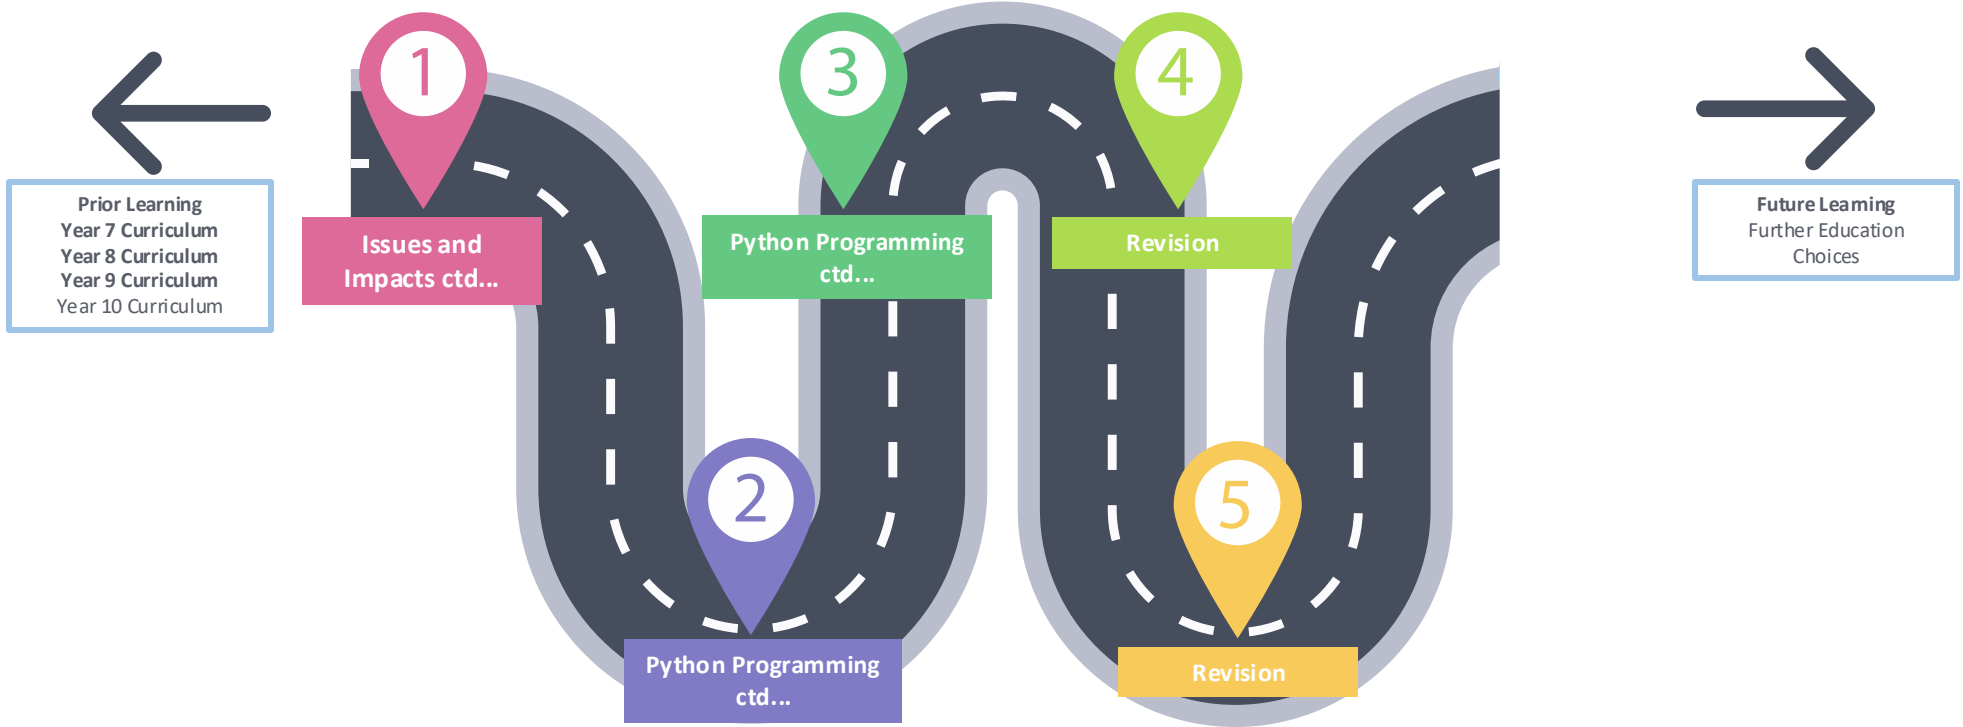 Prior Learning
Year 7 Curriculum
Year 8 Curriculum
Year 9 Curriculum
Year 10 Curriculum
1
Issues and
Impacts ctd...
2
Python Programming
ctd...
3
Python Programming
ctd...
4
Revision
5
Revision
Future Learning
Further Education
Choices